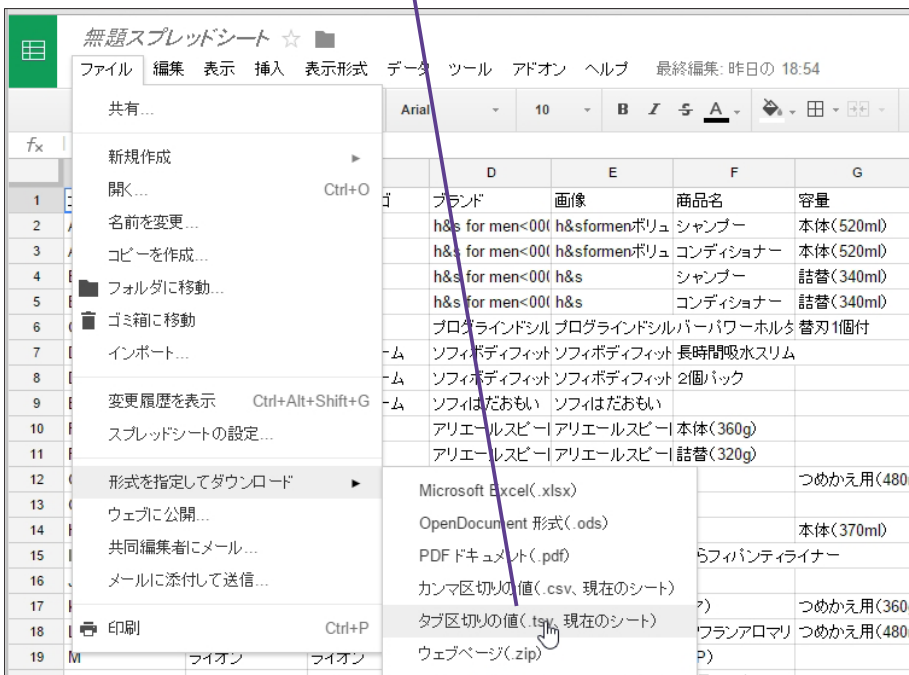 無題スプレッドシート
ファイル 編集 表示 挿入 表示形式 データ ツール アドオン ヘルプ 最終編集: 昨日の 18:54
共有...
Arial 10 B I S A
fx
新規作成
開く... Ctrl+O
名前を変更...
コピーを作成...
フォルダに移動...
ゴミ箱に移動
インポート...
変更履歴を表示 Ctrl+Alt+Shift+G
スプレッドシートの設定...
形式を指定してダウンロード
ウェブに公開...
共同編集者にメール...
メールに添付して送信...
印刷 Ctrl+P
Microsoft Excel(.xlsx)
OpenDocument 形式(.ods)
PDF ドキュメント(.pdf)
カンマ区切りの値(.csv、現在のシート)
タブ区切りの値(.tsv、現在のシート)
ウェブページ(.zip)
D E F G
1 ブランド 画像 商品名 容量
2 h&s for men<00 h&sformenボリュ シャンプー 本体(520ml)
3 h&s for men<00 h&sformenボリュ コンディショナー 本体(520ml)
4 h&s for men<00 h&s シャンプー 詰替(340ml)
5 h&s for men<00 h&s コンディショナー 詰替(340ml)
6 プログラインドシル プログラインドシルバーパワーホルタ 替刃1個付
7 ーム ソフィボディフィット ソフィボディフィット 長時間吸水スリム
8 ーム ソフィボディフィット ソフィボディフィット 2個パック
9 ーム ソフィはだおもい ソフィはだおもい
10 アリエールスピー アリエールスピー 本体(360g)
11 アリエールスピー アリエールスピー 詰替(320g)
12 つめかえ用(480
13
14 本体(370ml)
15 らフィパンティライナー
16
17 ?) つめかえ用(360
18 フランアロマリ つめかえ用(480
19 M ライオン ライオン P)